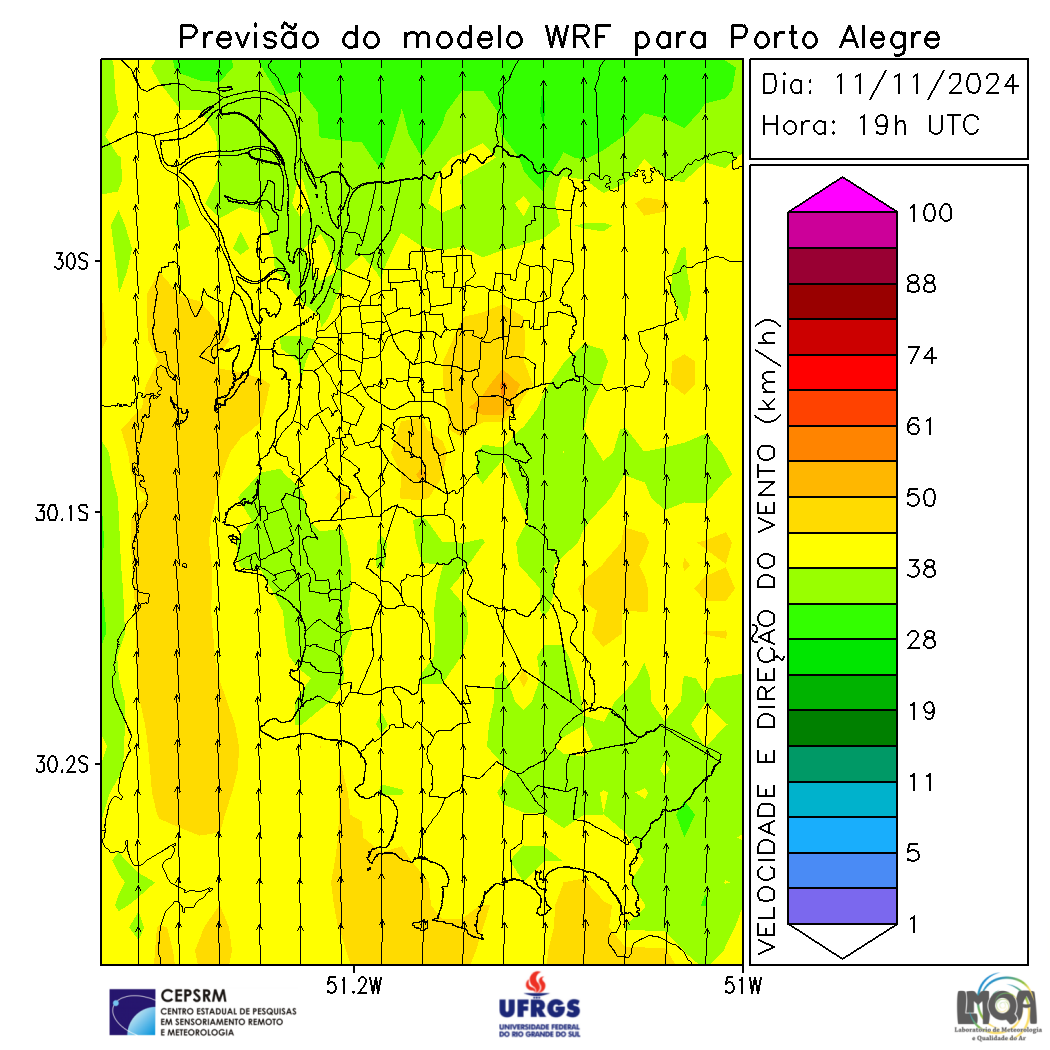 Previsão do modelo WRF para Porto Alegre
Dia: 11/11/2024
Hora: 19h UTC
30S
30.1S
30.2S
51.2W
51W
VELOCIDADE E DIREÇÃO DO VENTO (km/h)
100
88
74
61
50
38
28
19
11
5
1
CEPSRM
CENTRO ESTADUAL DE PESQUISAS
EM SENSORIAMENTO REMOTO
E METEOROLOGIA
UFRGS
UNIVERSIDADE FEDERAL
DO RIO GRANDE DO SUL
LMQA
Laboratório de Meteorologia
e Qualidade do Ar